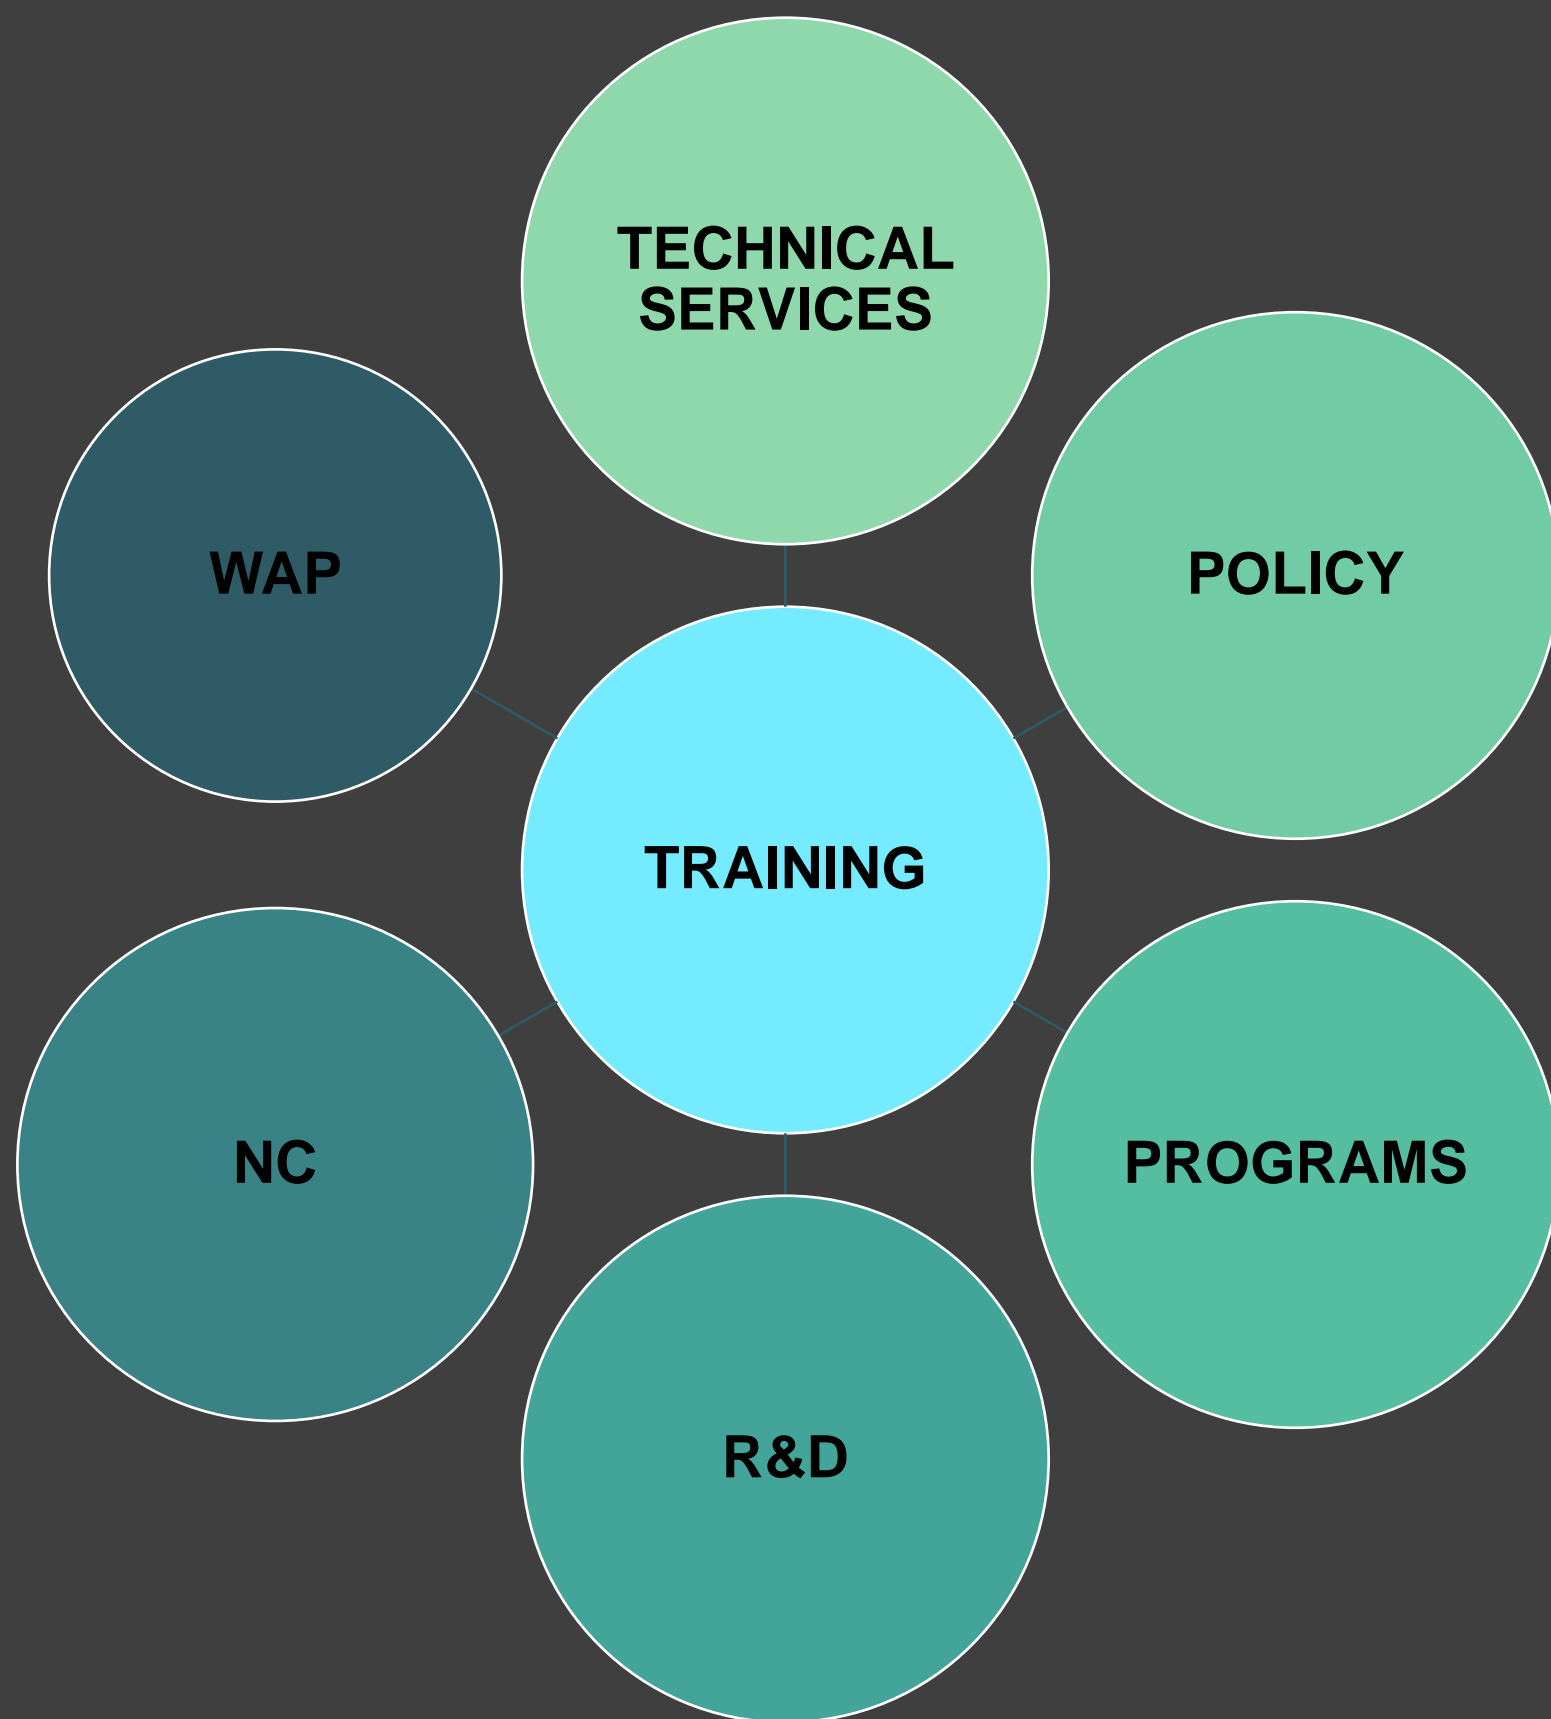 TECHNICAL
SERVICES
WAP
POLICY
TRAINING
NC
PROGRAMS
R&D